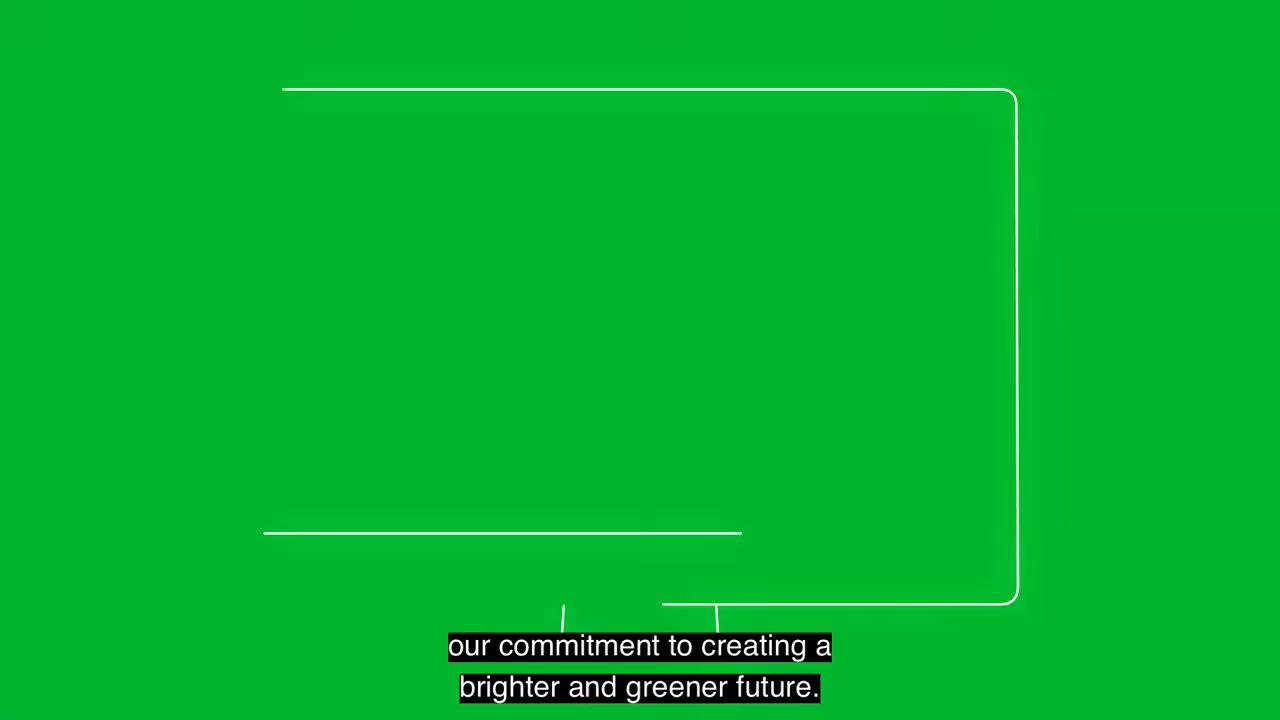 our commitment to creating a
brighter and greener future.